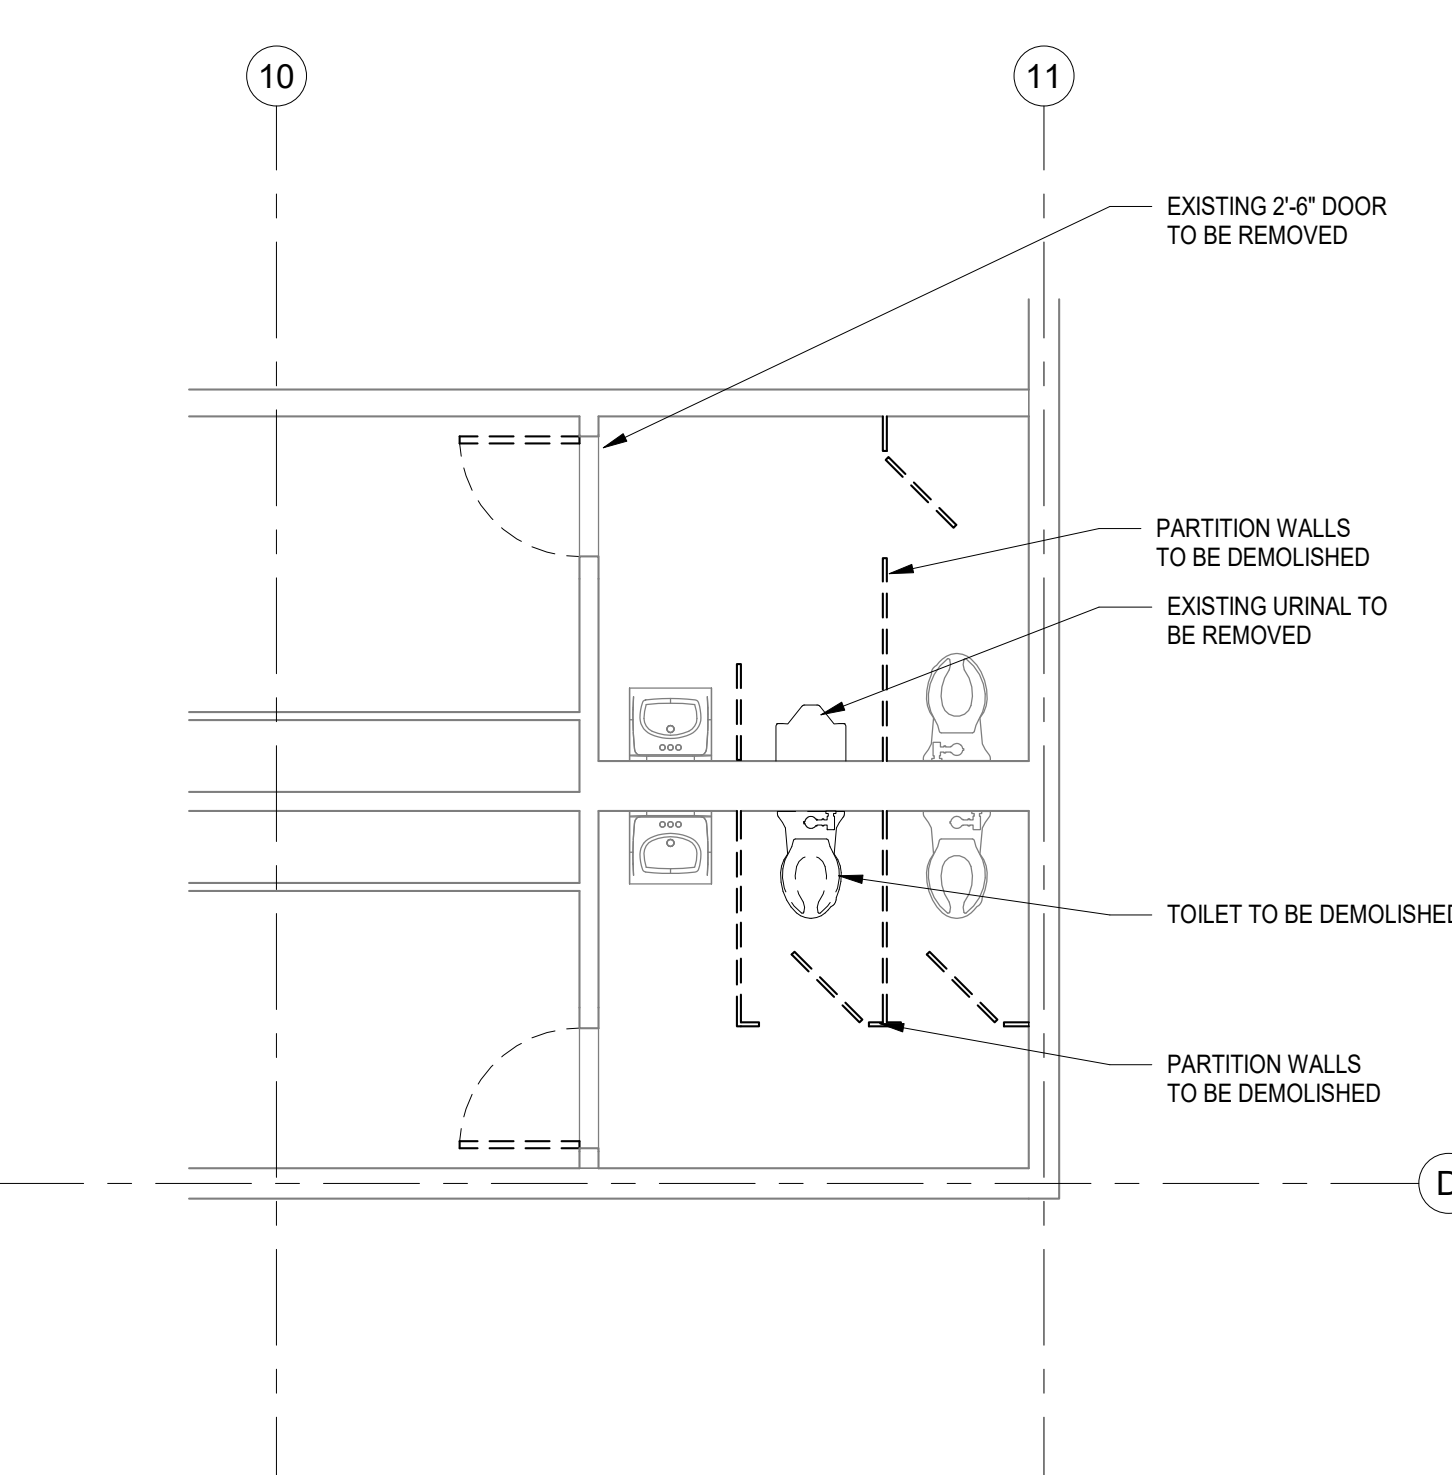 10
11
EXISTING 2'-6" DOOR
TO BE REMOVED
PARTITION WALLS
TO BE DEMOLISHED
EXISTING URINAL TO
BE REMOVED
TOILET TO BE DEMOLISHED
PARTITION WALLS
TO BE DEMOLISHED
D